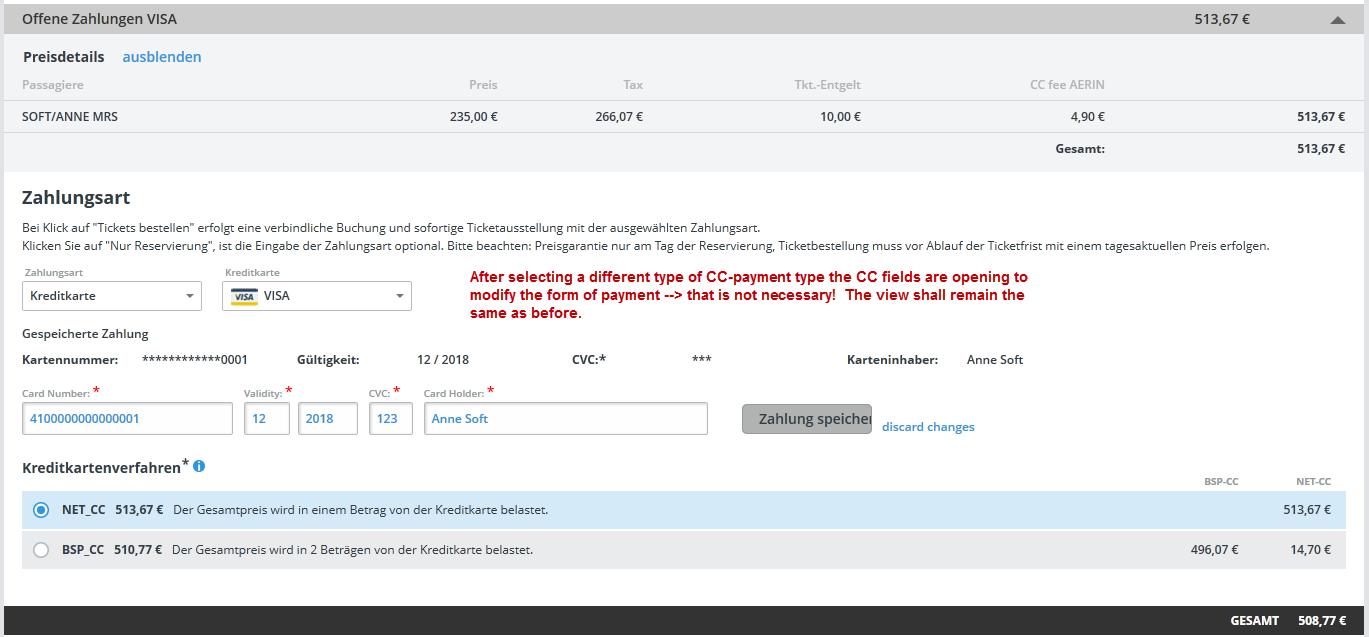 Offene Zahlungen VISA 513,67 €
Preisdetails ausblenden
Passagiere Preis Tax Tkt.-Entgelt CC fee AERIN
SOFT/ANNE MRS 235,00 € 266,07 € 10,00 € 4,90 € 513,67 €
Gesamt: 513,67 €
Zahlungsart
Bei Klick auf "Tickets bestellen" erfolgt eine verbindliche Buchung und sofortige Ticketausstellung mit der ausgewählten Zahlungsart.
Klicken Sie auf "Nur Reservierung", ist die Eingabe der Zahlungsart optional. Bitte beachten: Preisgarantie nur am Tag der Reservierung, Ticketbestellung muss vor Ablauf der Ticketfrist mit einem tagesaktuellen Preis erfolgen.
Zahlungsart Kreditkarte
Kreditkarte VISA VISA
After selecting a different type of CC-payment type the CC fields are opening to
modify the form of payment --> that is not necessary! The view shall remain the
same as before.
Gespeicherte Zahlung
Kartennummer: ************0001 Gültigkeit: 12 / 2018 CVC:* *** Karteninhaber: Anne Soft
Card Number: * Validity: * CVC: * Card Holder: *
4100000000000001 12 2018 123 Anne Soft Zahlung speicher discard changes
Kreditkartenverfahren* i
BSP-CC NET-CC
NET_CC 513,67 € Der Gesamtpreis wird in einem Betrag von der Kreditkarte belastet. 513,67 €
BSP_CC 510,77 € Der Gesamtpreis wird in 2 Beträgen von der Kreditkarte belastet. 496,07 € 14,70 €
GESAMT 508,77 €